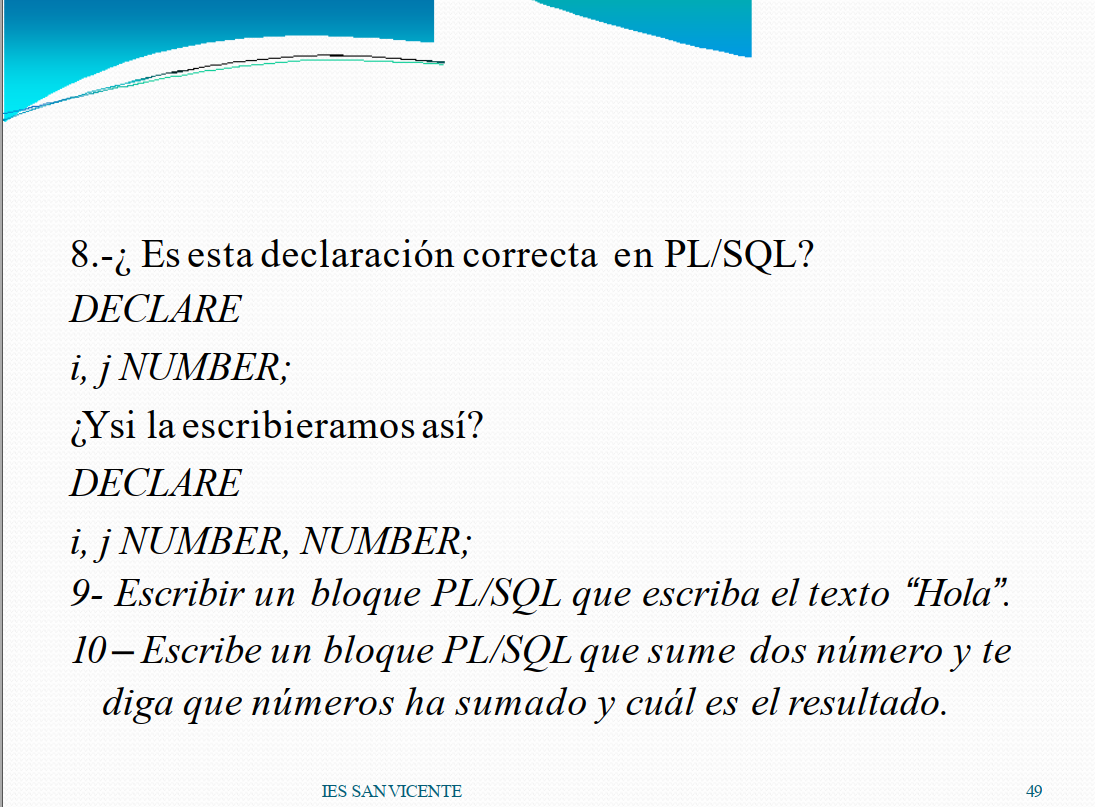 8.-¿ Es esta declaración correcta en PL/SQL?
DECLARE
i, j NUMBER;
¿Ysi la escribieramos así?
DECLARE
i, j NUMBER, NUMBER;
9- Escribir un bloque PL/SQL que escriba el texto “Hola”.
10 – Escribe un bloque PL/SQL que sume dos número y te
diga que números ha sumado y cuál es el resultado.
IES SAN VICENTE
49